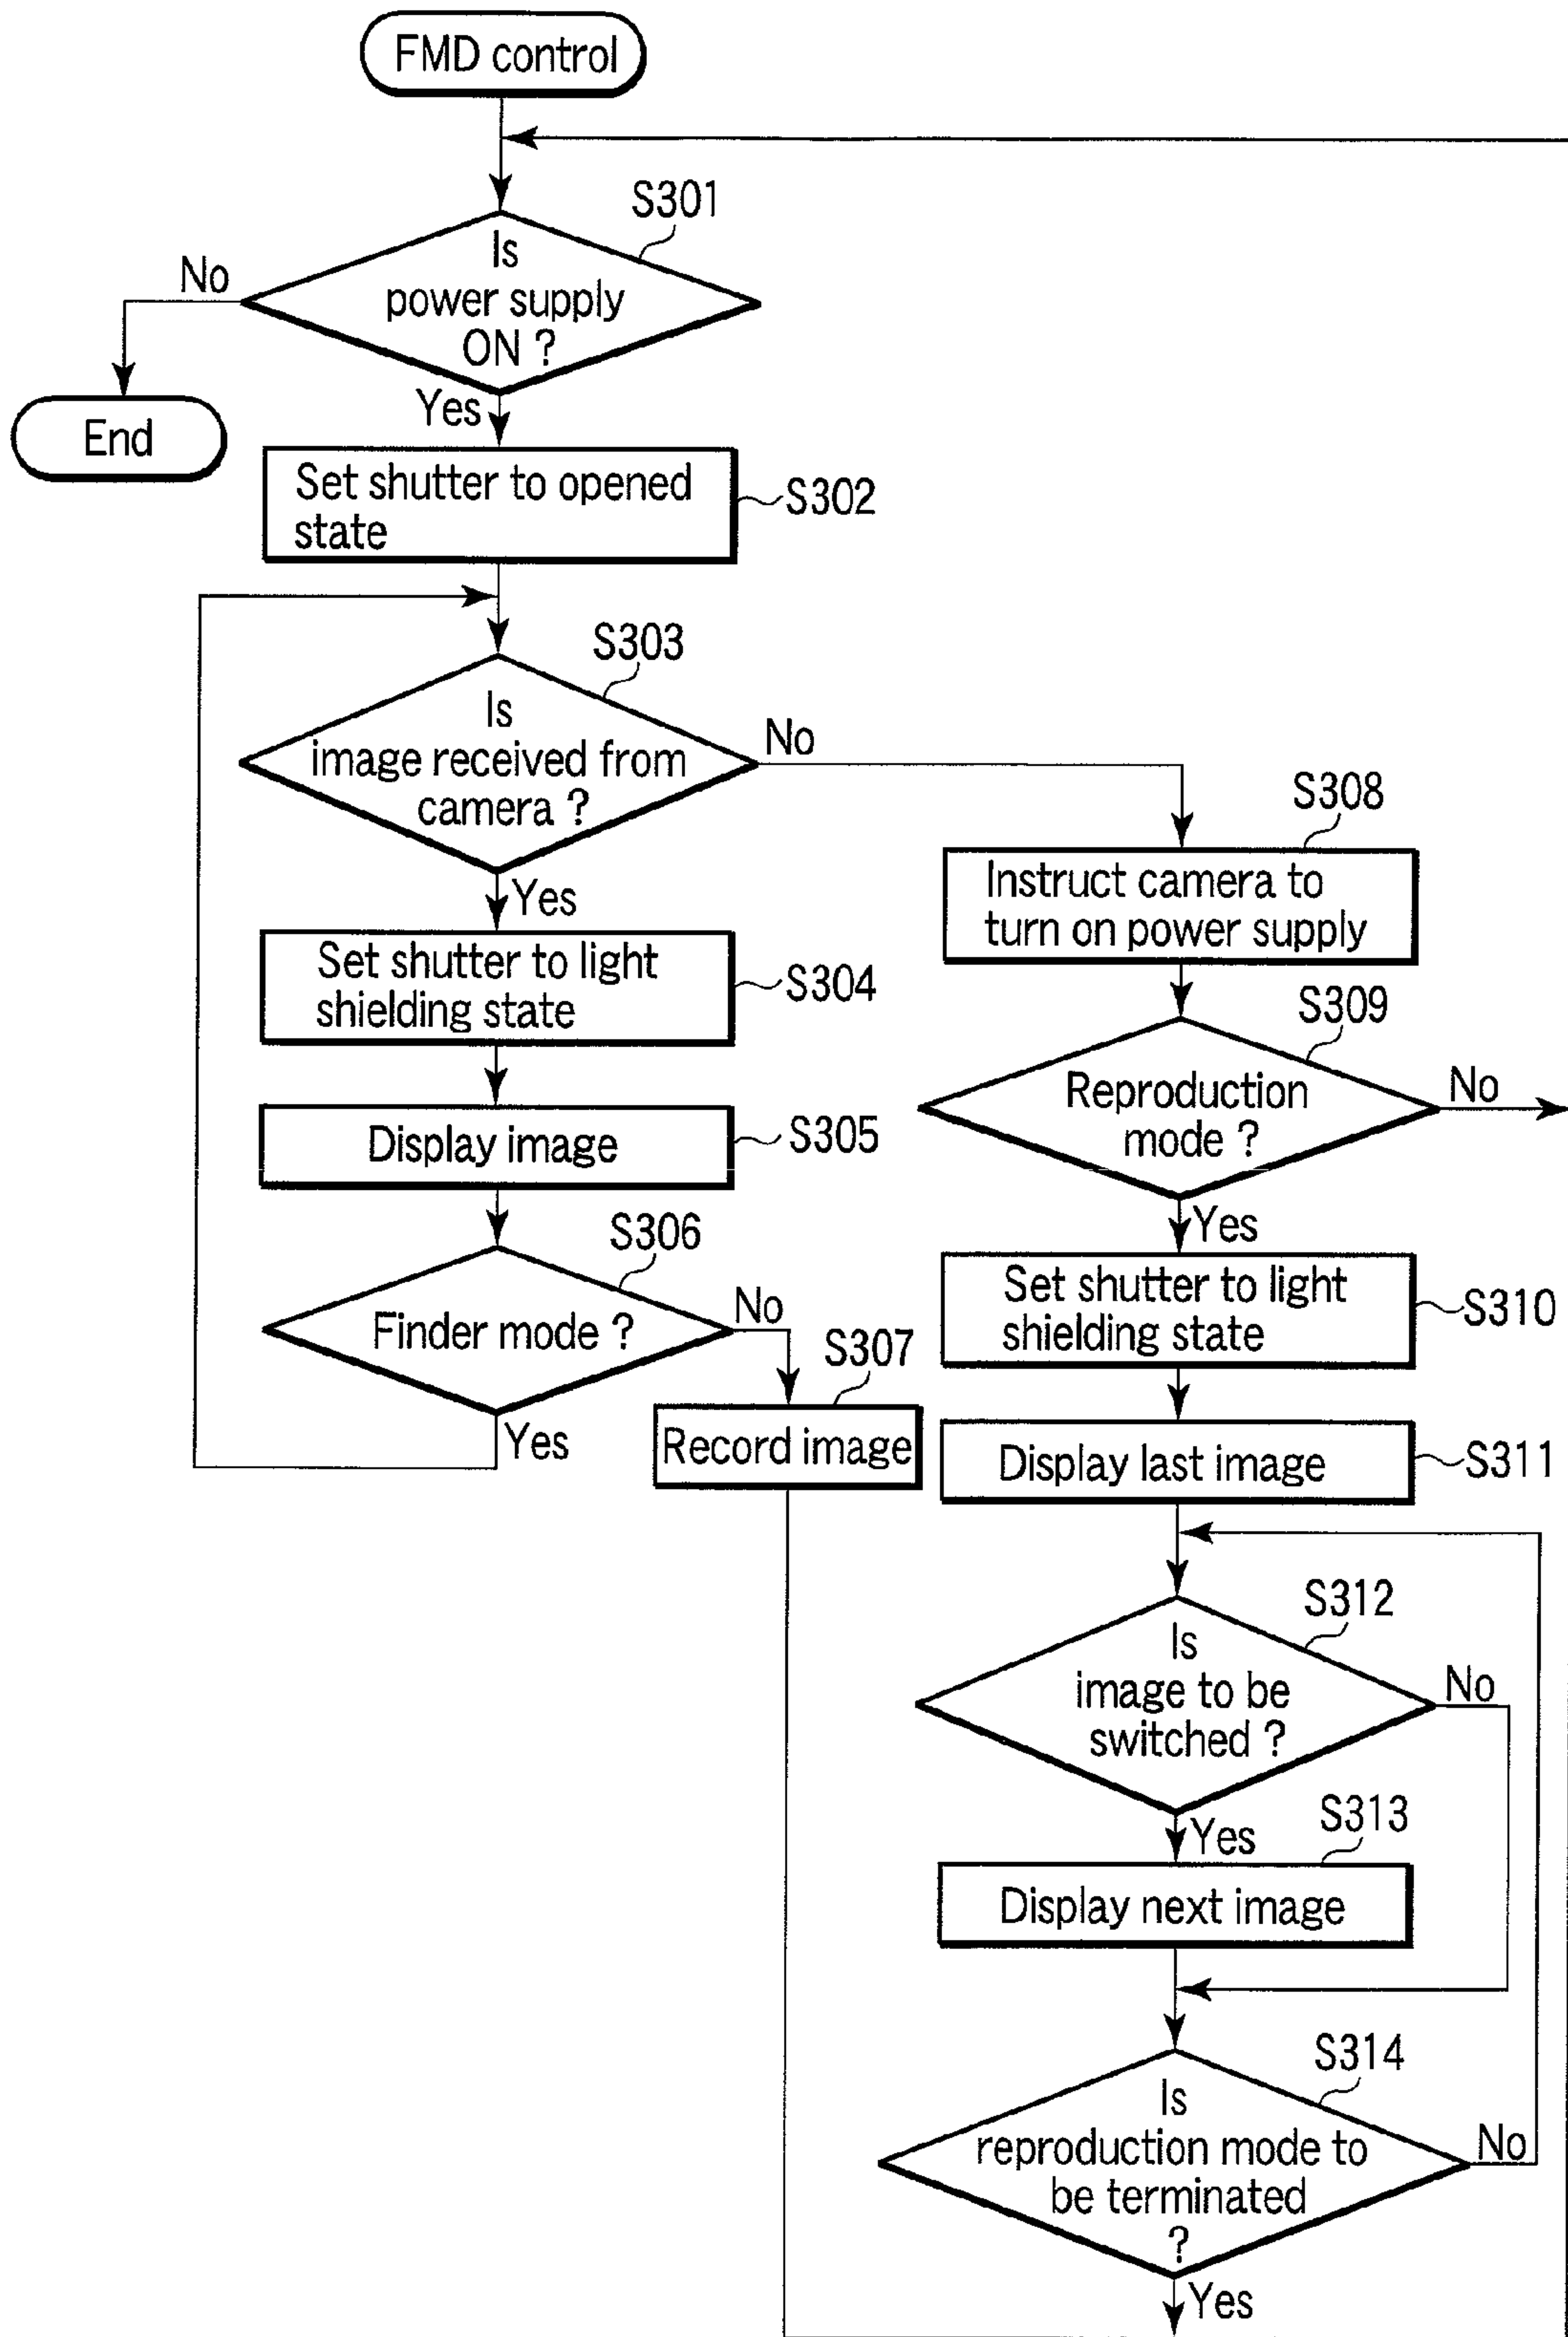 FMD control
S301
Is
power supply
ON ?
No
End
Yes
Set shutter to opened
state
S302
S303
Is
image received from
camera ?
No
Yes
Set shutter to light
shielding state
S304
Display image
S305
S306
Finder mode ?
No
Yes
S307
Record image
S308
Instruct camera to
turn on power supply
S309
Reproduction
mode ?
No
Yes
Set shutter to light
shielding state
S310
Display last image
S311
S312
Is
image to be
switched ?
No
Yes
S313
Display next image
S314
Is
reproduction mode to
be terminated
?
No
Yes